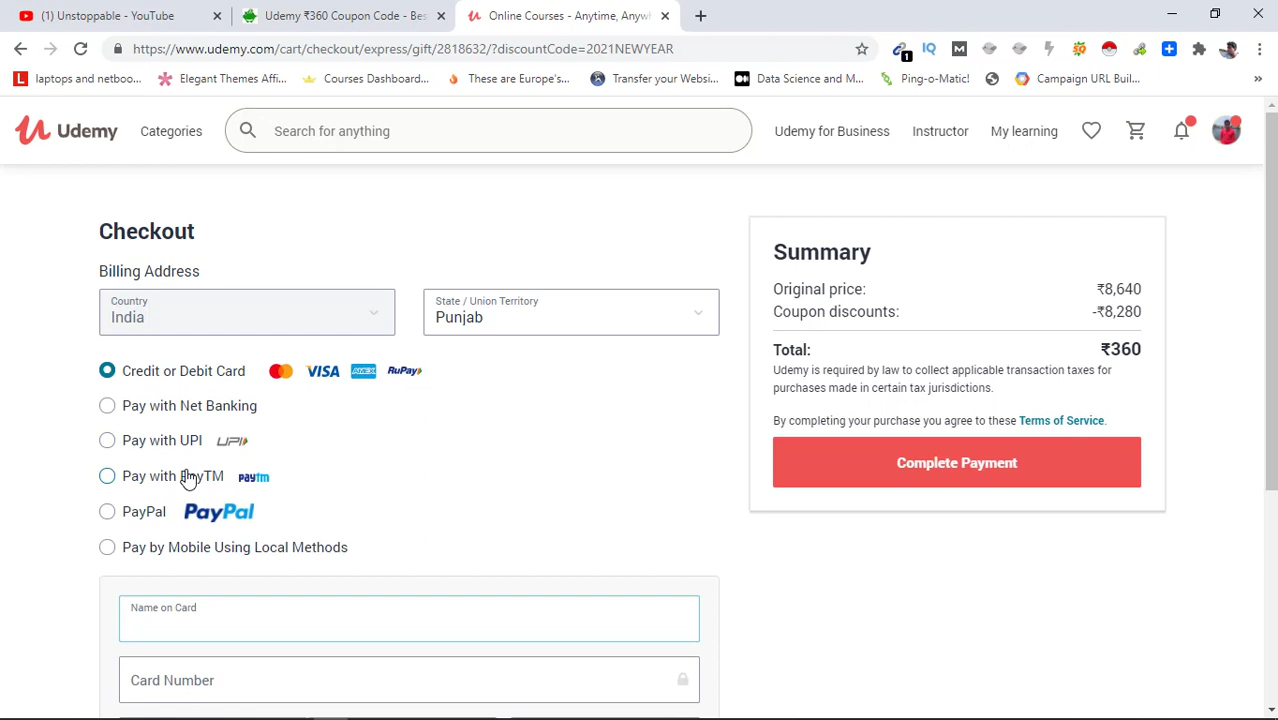 (1) Unstoppable - YouTube
Udemy ₹360 Coupon Code - Bes
Online Courses - Anytime, Anywh
https://www.udemy.com/cart/checkout/express/gift/2818632/?discountCode=2021NEWYEAR
1
IQ
M
laptops and netboo...
Elegant Themes Affi...
Courses Dashboard...
These are Europe's...
Transfer your Websi...
Data Science and M...
Ping-o-Matic!
Campaign URL Buil...
»
Udemy
Categories
Search for anything
Udemy for Business
Instructor
My learning
Checkout
Billing Address
Country
India
State / Union Territory
Punjab
Credit or Debit Card
VISA
AMEX
RuPay
Pay with Net Banking
Pay with UPI
UPI
Pay with PayTM
paytm
PayPal
PayPal
Pay by Mobile Using Local Methods
Name on Card
Card Number
Summary
Original price: ₹8,640
Coupon discounts: -₹8,280
Total: ₹360
Udemy is required by law to collect applicable transaction taxes for
purchases made in certain tax jurisdictions.
By completing your purchase you agree to these Terms of Service.
Complete Payment